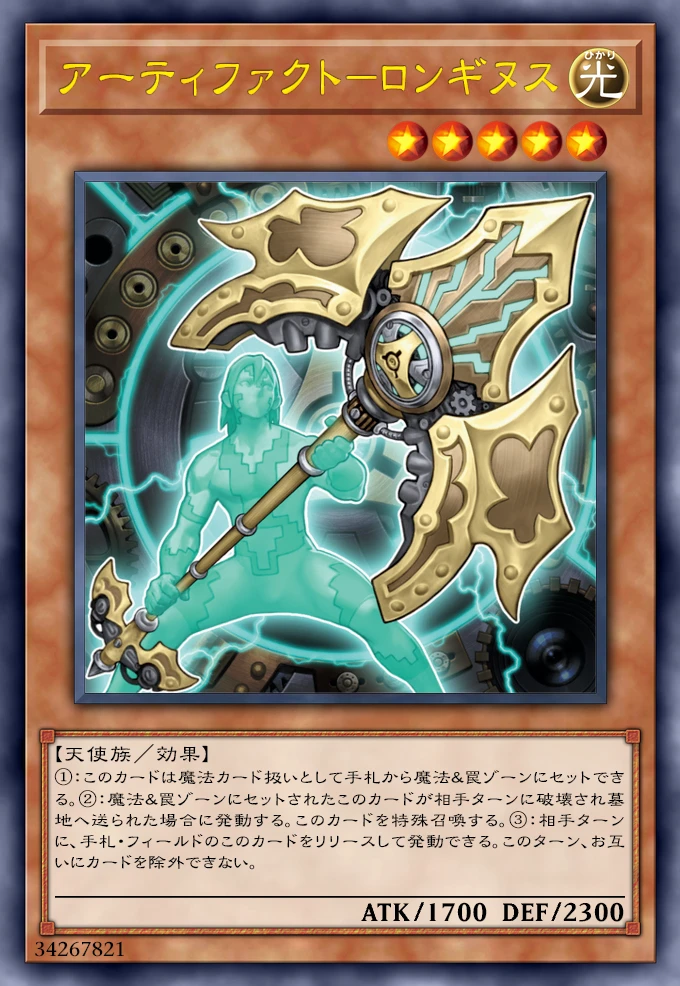 アーティファクトーロンギヌス
ひかり
光
【天使族／効果】
①：このカードは魔法カード扱いとして手札から魔法&罠ゾーンにセットでき
る。②：魔法&罠ゾーンにセットされたこのカードが相手ターンに破壊され墓
地へ送られた場合に発動する。このカードを特殊召喚する。③：相手ターン
に、手札・フィールドのこのカードをリリースして発動できる。このターン、お互
いにカードを除外できない。
ATK/1700 DEF/2300
34267821